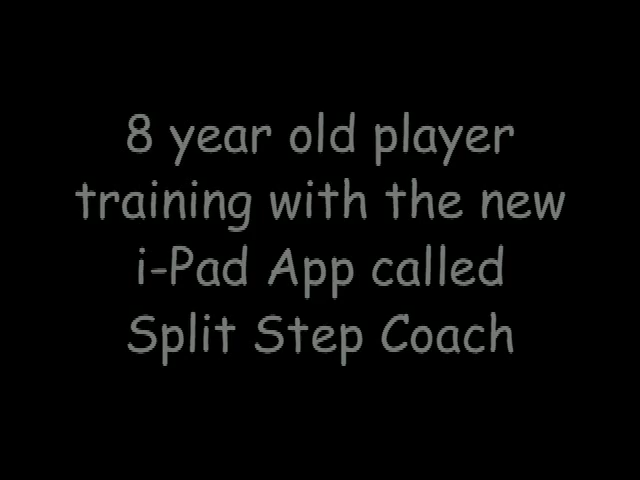 8 year old player
training with the new
i-Pad App called
Split Step Coach